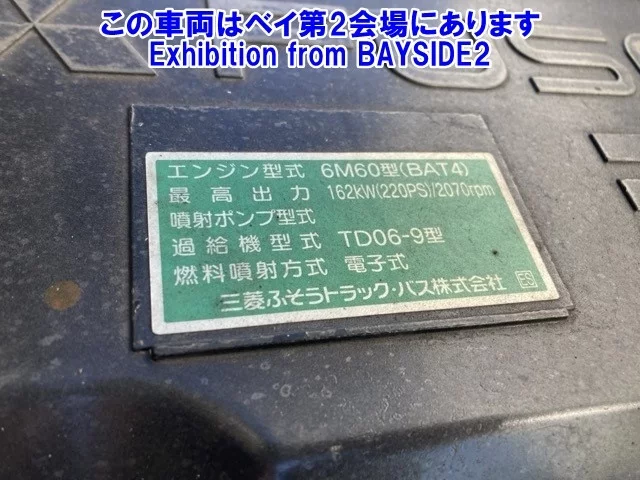 この車両はベイ第2会場にあります
Exhibition from BAYSIDE2
エンジン型式 6M60型(BAT4)
最高出力 162kW(220PS)/2070rpm
噴射ポンプ型式
過給機型式 TD06-9型
燃料噴射方式 電子式
三菱ふそうトラック・バス株式会社